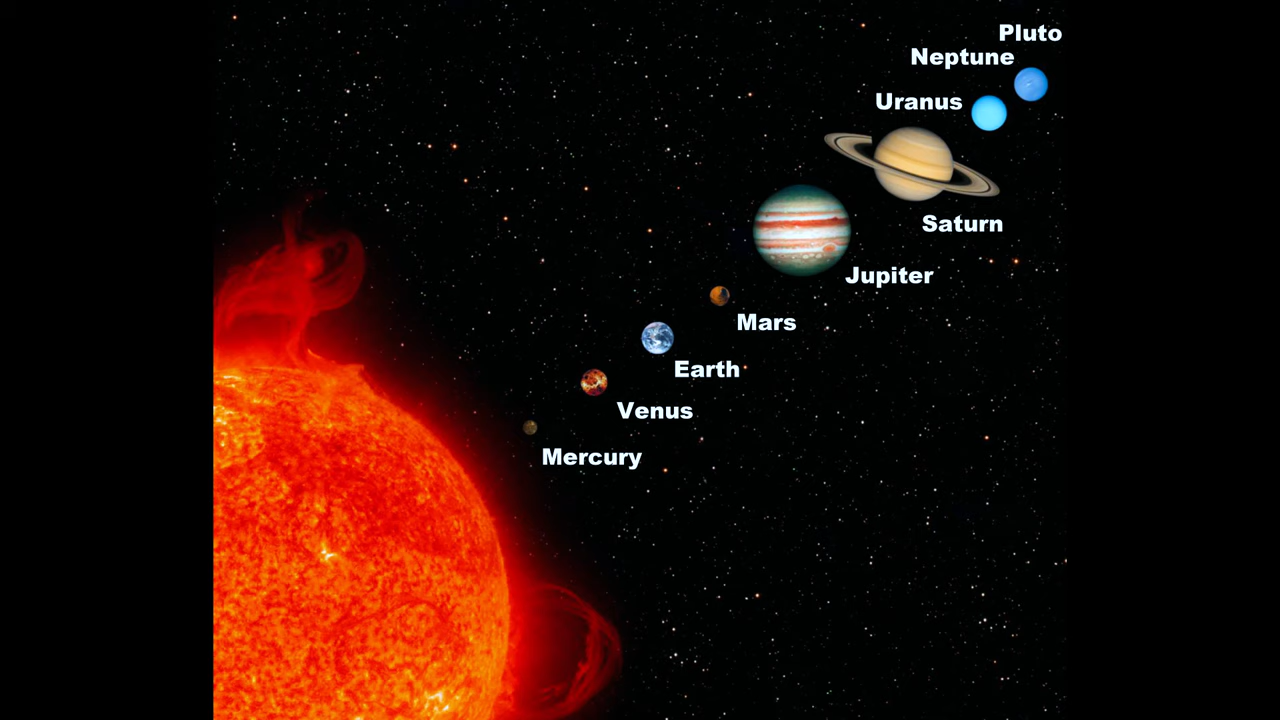 Pluto
Neptune
Uranus
Saturn
Jupiter
Mars
Earth
Venus
Mercury